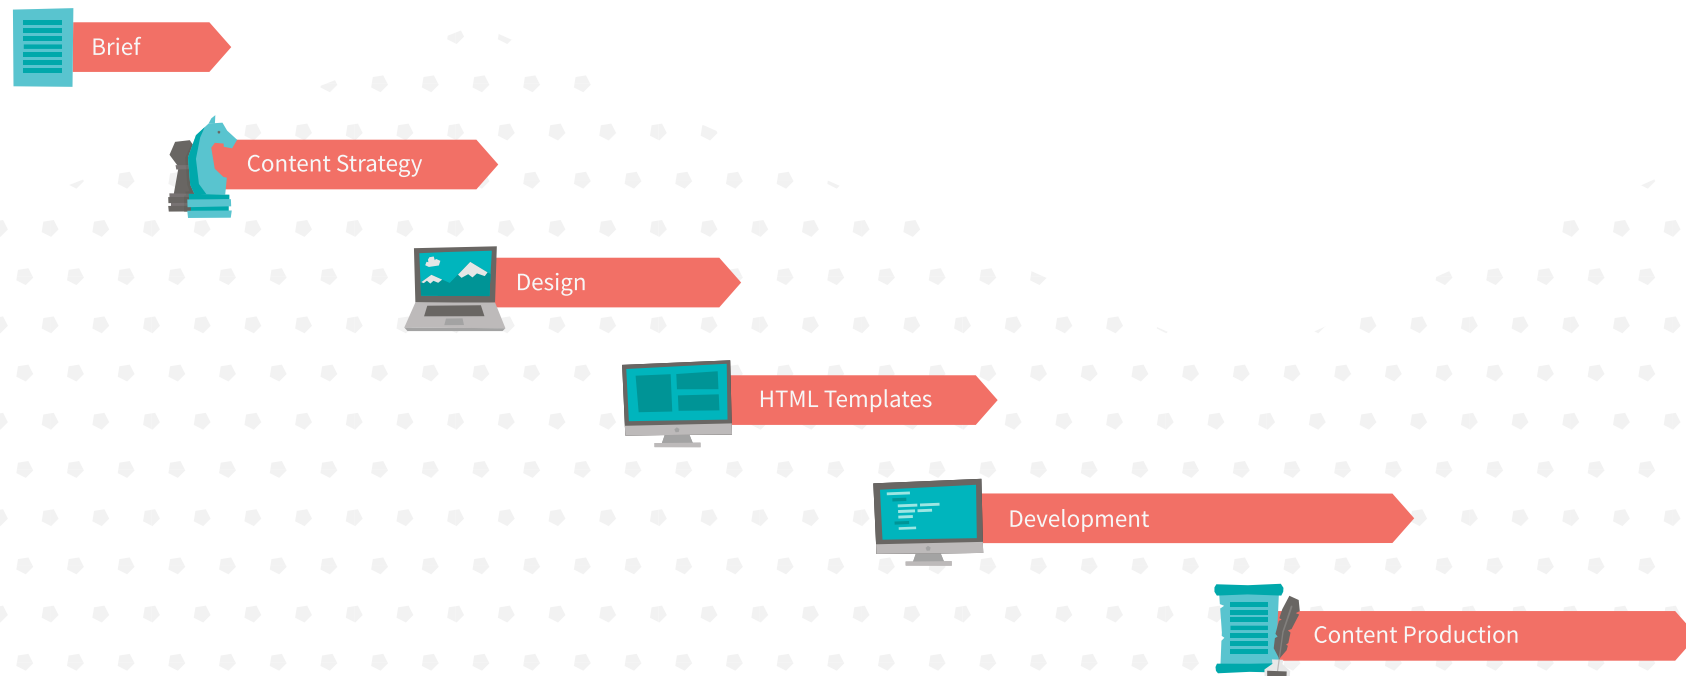 Brief
Content Strategy
Design
HTML Templates
Development
Content Production